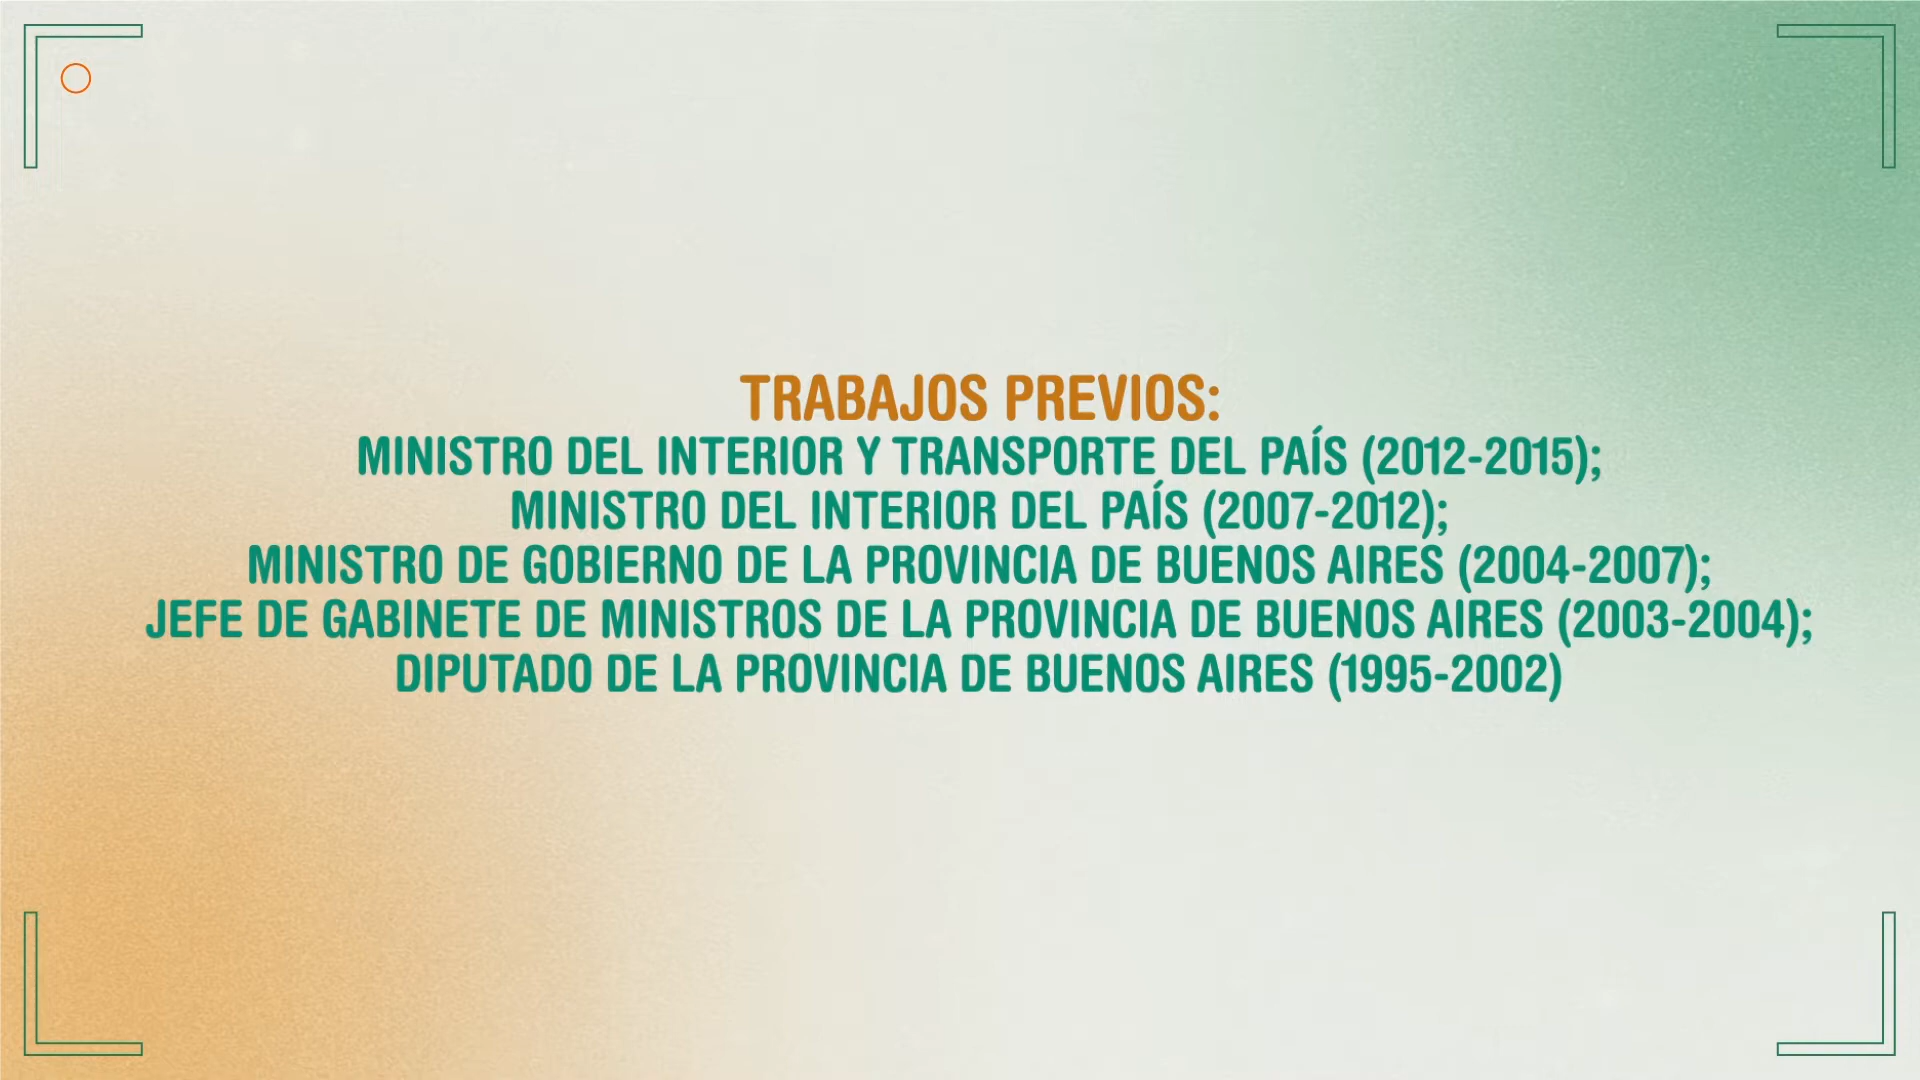 TRABAJOS PREVIOS:
MINISTRO DEL INTERIOR Y TRANSPORTE DEL PAÍS (2012-2015);
MINISTRO DEL INTERIOR DEL PAÍS (2007-2012);
MINISTRO DE GOBIERNO DE LA PROVINCIA DE BUENOS AIRES (2004-2007);
JEFE DE GABINETE DE MINISTROS DE LA PROVINCIA DE BUENOS AIRES (2003-2004);
DIPUTADO DE LA PROVINCIA DE BUENOS AIRES (1995-2002)